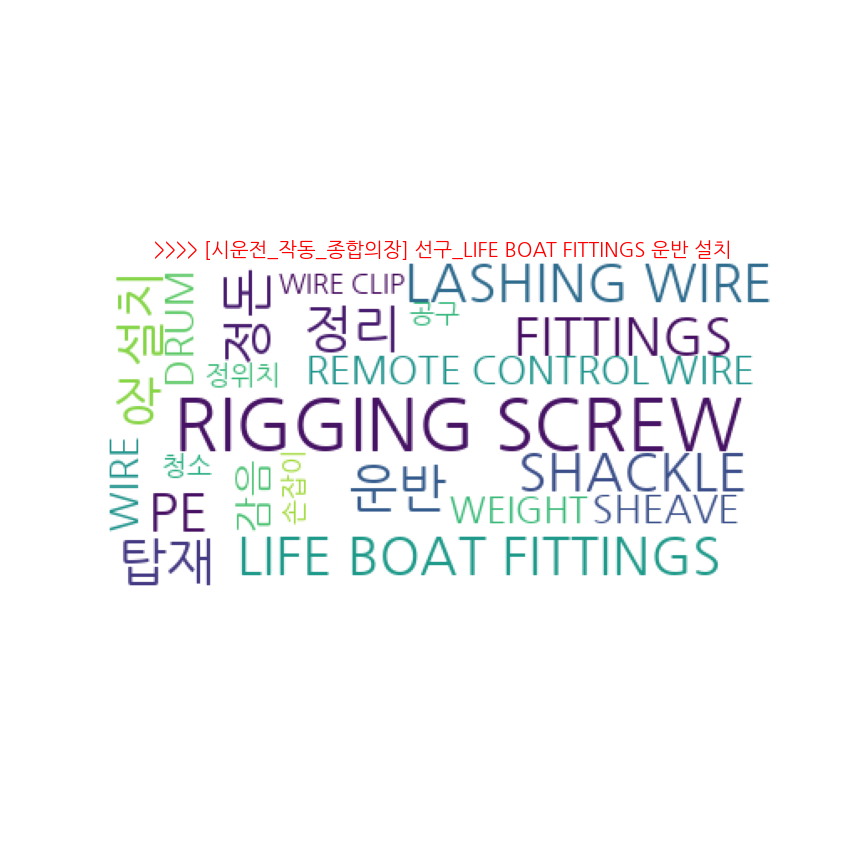 >>>> [시운전_작동_종합의장] 선구_LIFE BOAT FITTINGS 운반 설치
장 설치
DRUM
정돈
WIRE CLIP
LASHING WIRE
정리
공구
FITTINGS
정위치
REMOTE CONTROL WIRE
RIGGING SCREW
WIRE
청소
감음
손잡이
운반
SHACKLE
PE
WEIGHT
SHEAVE
탑재
LIFE BOAT FITTINGS